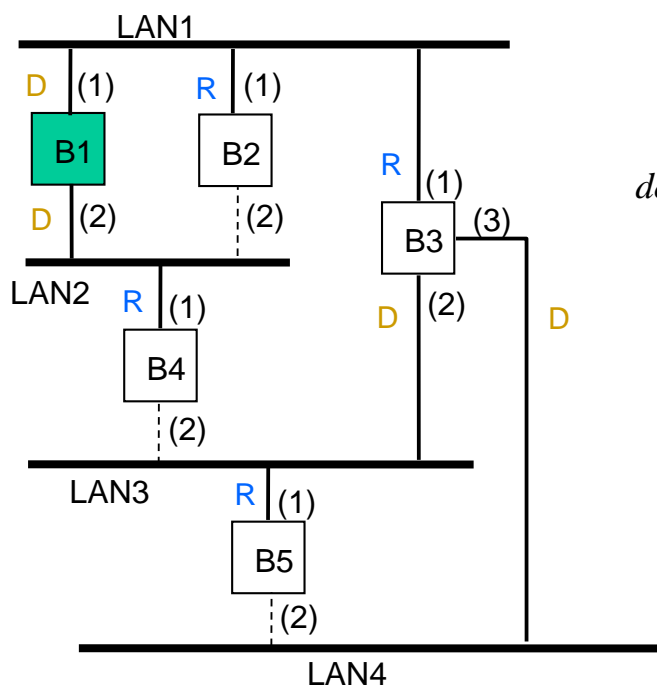 LAN1
D (1) R (1)
B1 B2
R (1)
D (2) (2) B3 (3)
LAN2
R (1) D (2) D
B4
(2)
LAN3
R (1)
B5
(2)
LAN4